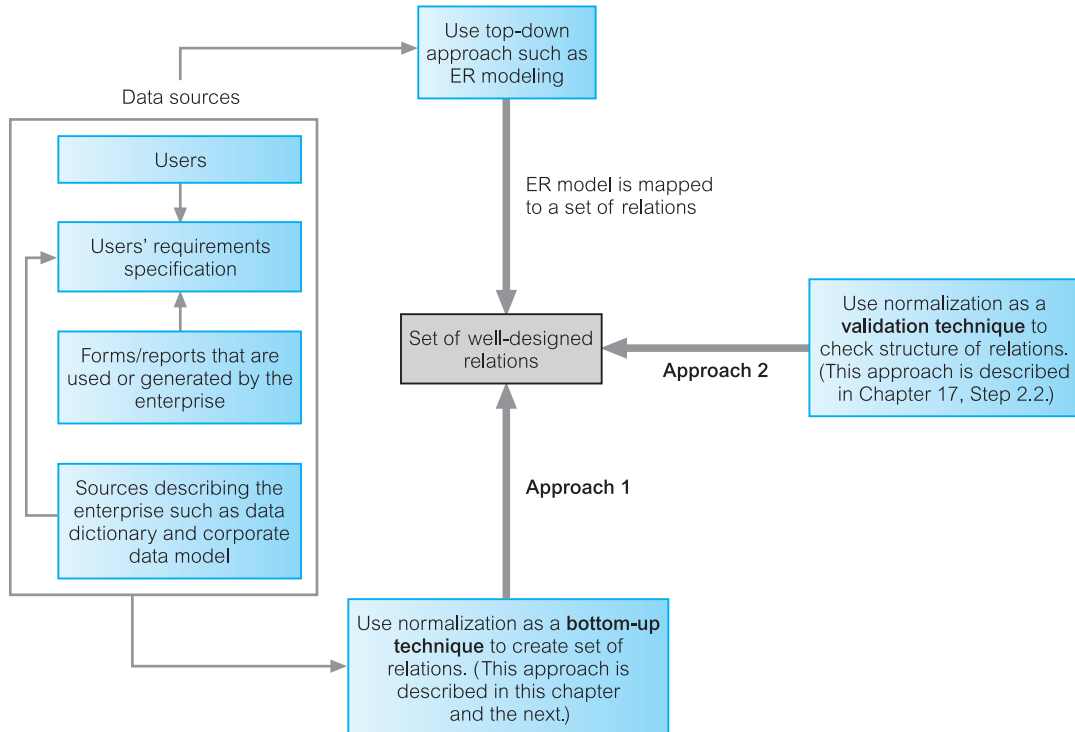 Use top-down
approach such as
ER modeling
Data sources
Users
Users’ requirements
specification
Forms/reports that are
used or generated by the
enterprise
Sources describing the
enterprise such as data
dictionary and corporate
data model
ER model is mapped
to a set of relations
Set of well-designed
relations
Approach 2
Use normalization as a
validation technique to
check structure of relations.
(This approach is described
in Chapter 17, Step 2.2.)
Approach 1
Use normalization as a bottom-up
technique to create set of
relations. (This approach is
described in this chapter
and the next.)